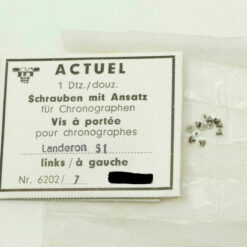 ACTUEL
1 Dtz./douz.
Schrauben mit Ansatz
für Chronographen
Vis à portée
pour chronographes
Landeron 51
links/à gauche
Nr. 6202/7